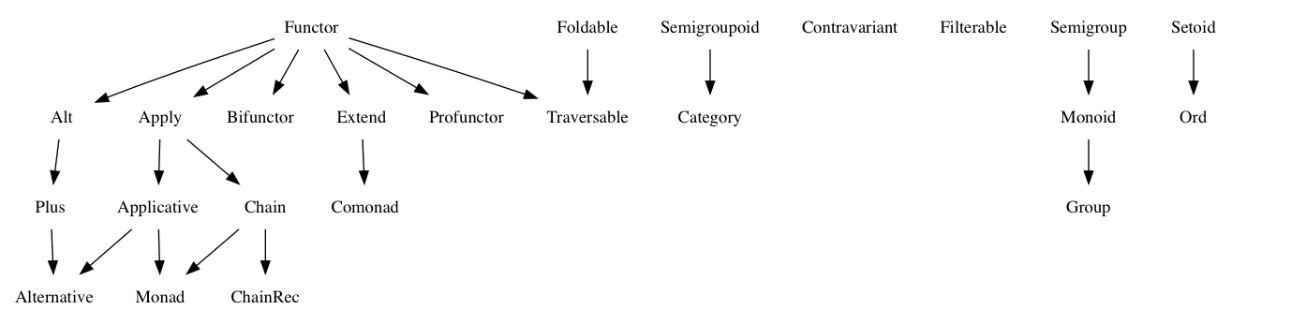 Functor Foldable Semigroupoid Contravariant Filterable Semigroup Setoid
Alt Apply Bifunctor Extend Profunctor Traversable Category Monoid Ord
Plus Applicative Chain Comonad Group
Alternative Monad ChainRec